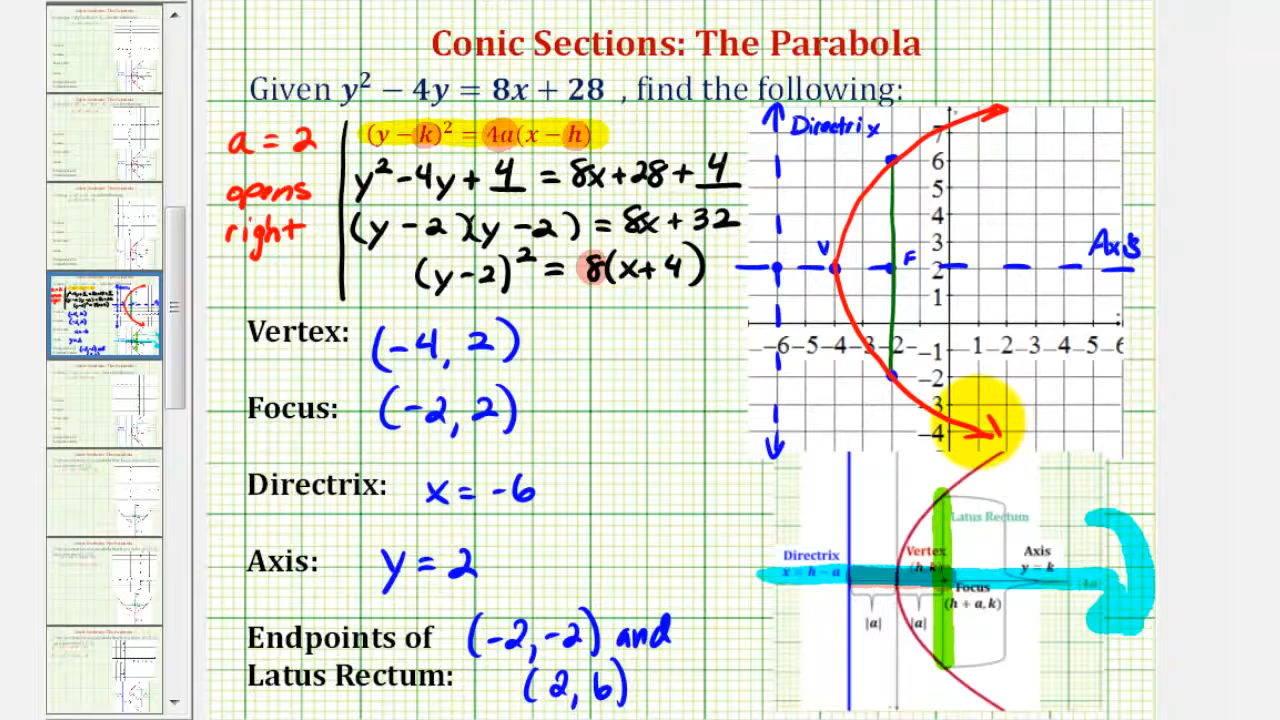 Conic Sections: The Parabola
Given y² − 4y = 8x + 28 , find the following:
a = 2
opens
right
(y − k)² = 4a(x − h)
y² - 4y + 4 = 8x + 28 + 4
(y - 2)(y - 2) = 8x + 32
(y - 2)² = 8(x + 4)
Vertex: (-4, 2)
Focus: (-2, 2)
Directrix: x = -6
Axis: y = 2
Endpoints of (-2, -2) and
Latus Rectum: (2, 6)
Directrix
7
6
5
4
3
V F Axis
2
1
−6 −5 −4 −3 −2 1 2 3 4 5 6
−1
−2
−3
−4
Latus Rectum
Directrix Vertex Axis
x = h − a (h, k) y = k
|4a|
Focus
(h + a, k)
|a| |a|